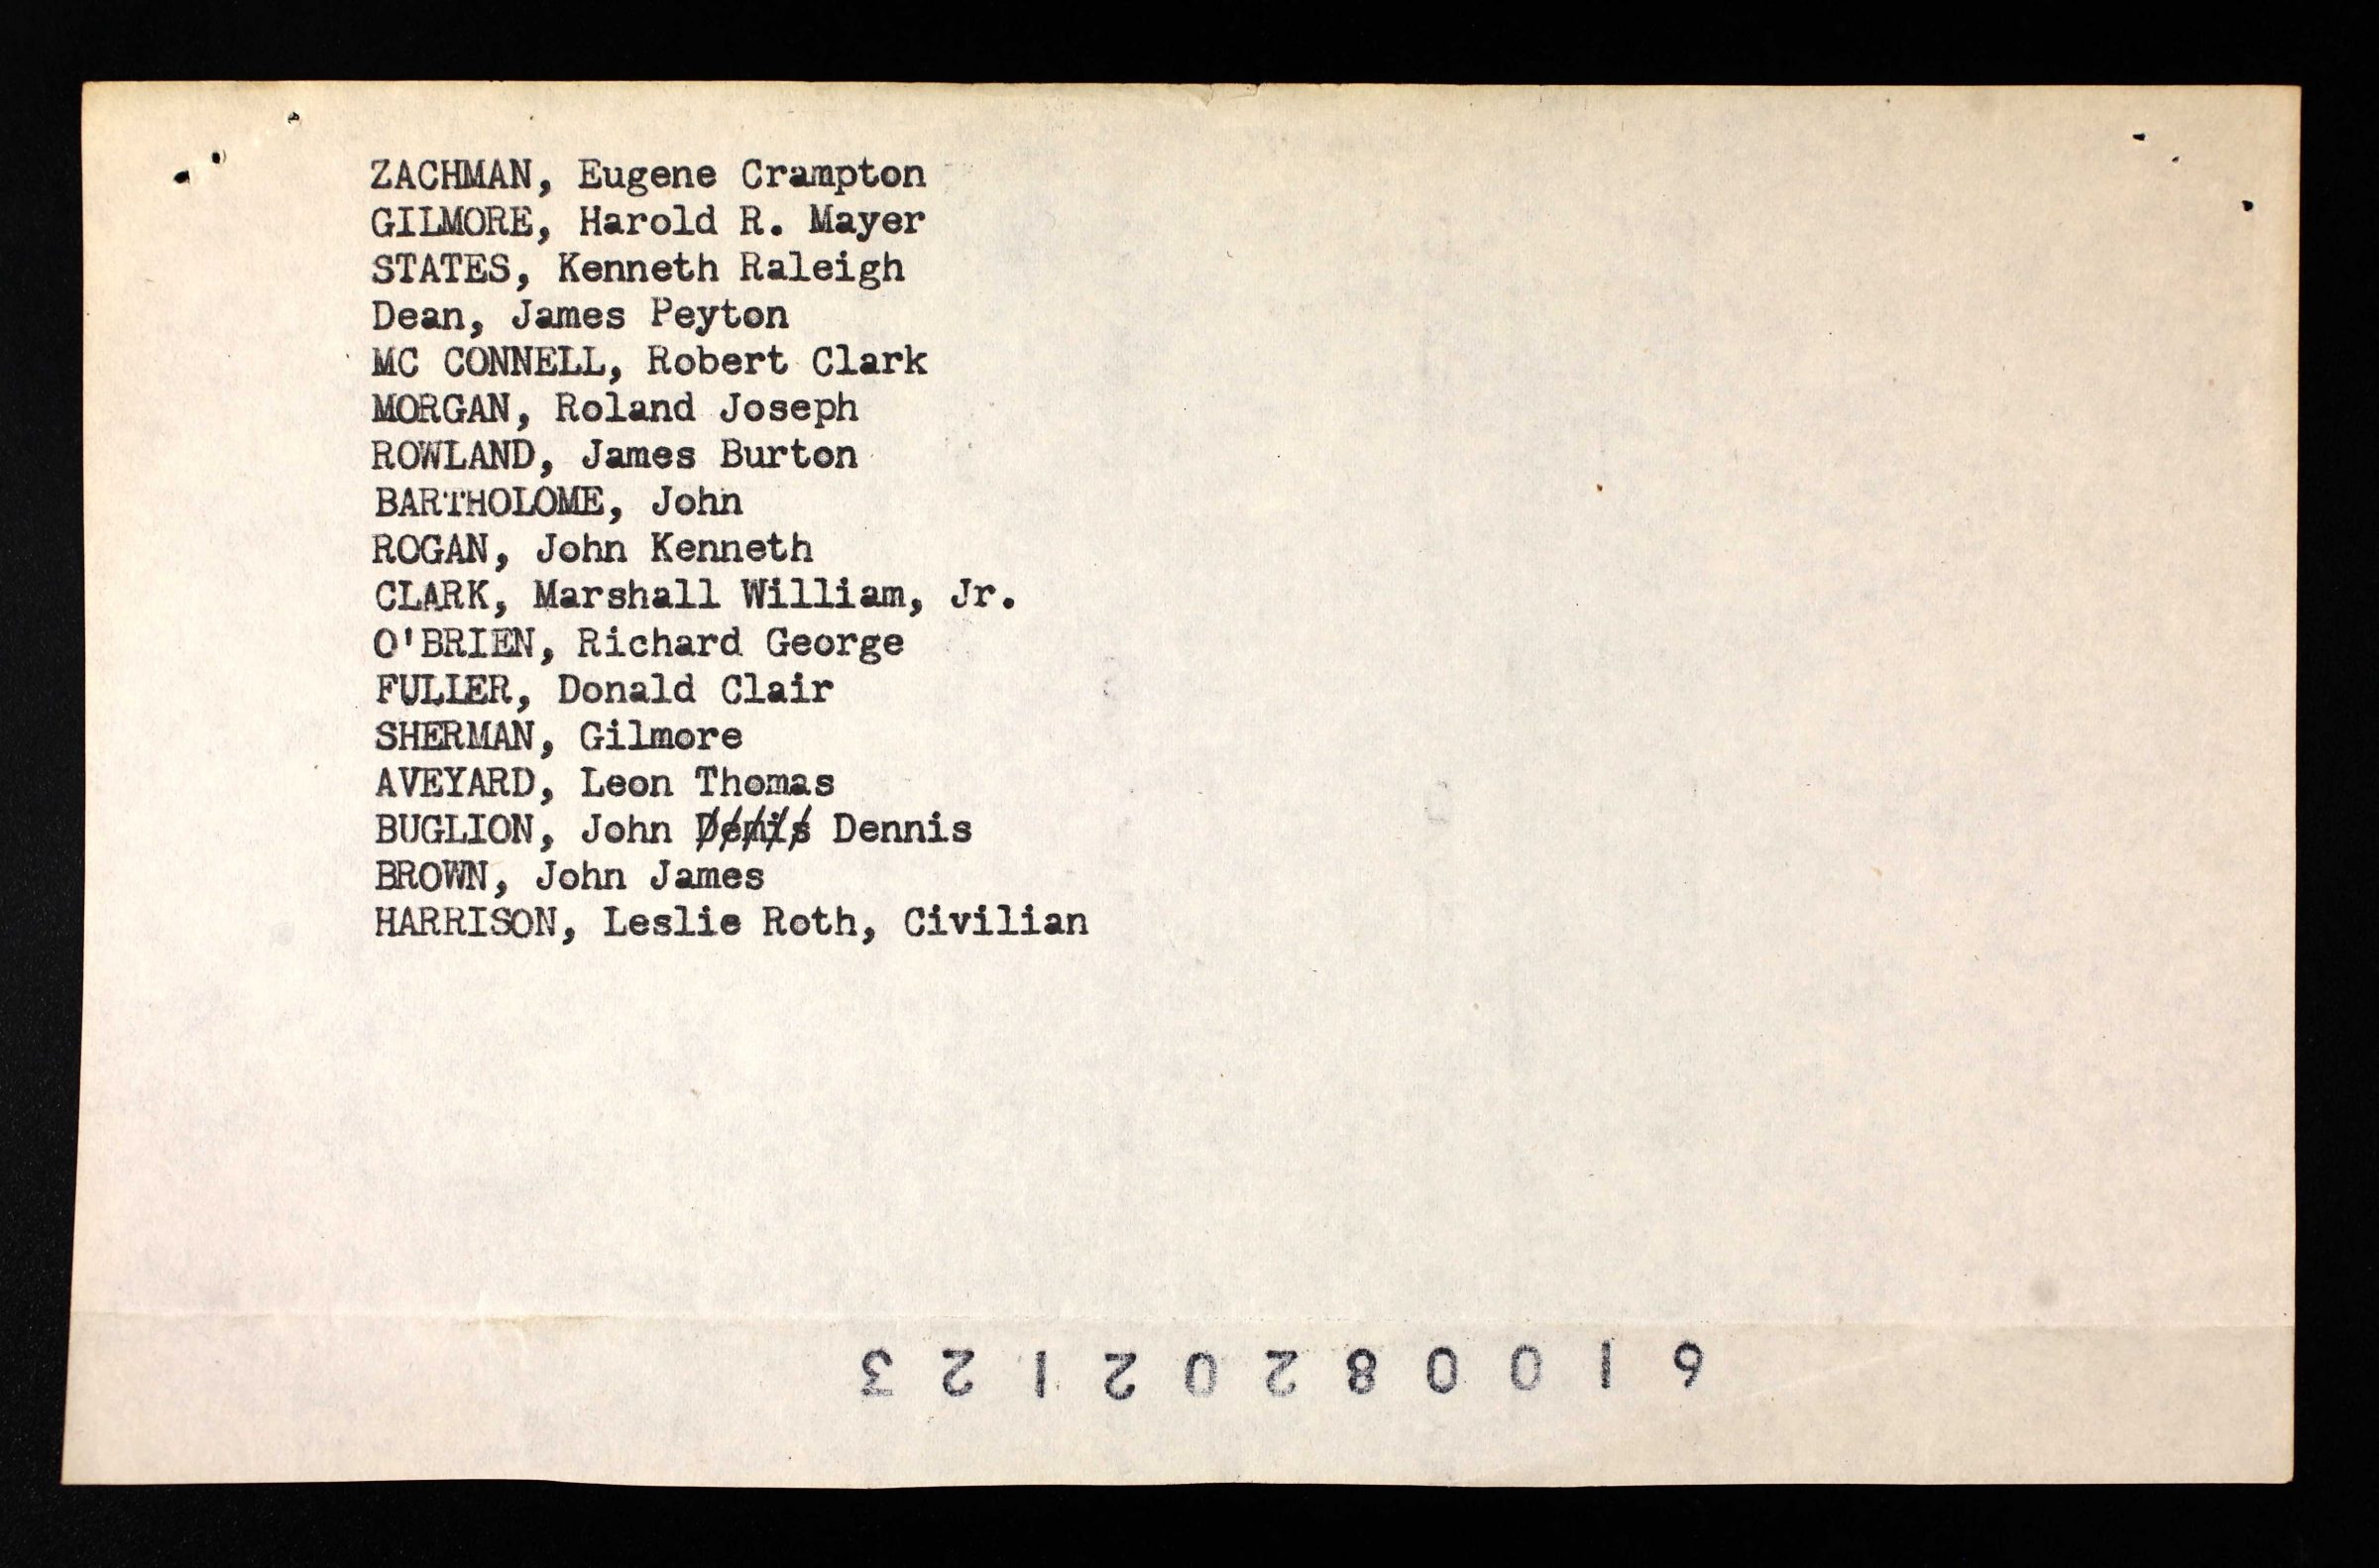 ZACHMAN, Eugene Crampton
GILMORE, Harold R. Mayer
STATES, Kenneth Raleigh
Dean, James Peyton
MC CONNELL, Robert Clark
MORGAN, Roland Joseph
ROWLAND, James Burton
BARTHOLOME, John
ROGAN, John Kenneth
CLARK, Marshall William, Jr.
O'BRIEN, Richard George
FULLER, Donald Clair
SHERMAN, Gilmore
AVEYARD, Leon Thomas
BUGLION, John Denis Dennis
BROWN, John James
HARRISON, Leslie Roth, Civilian
6 1 0 0 8 2 0 2 1 2 3